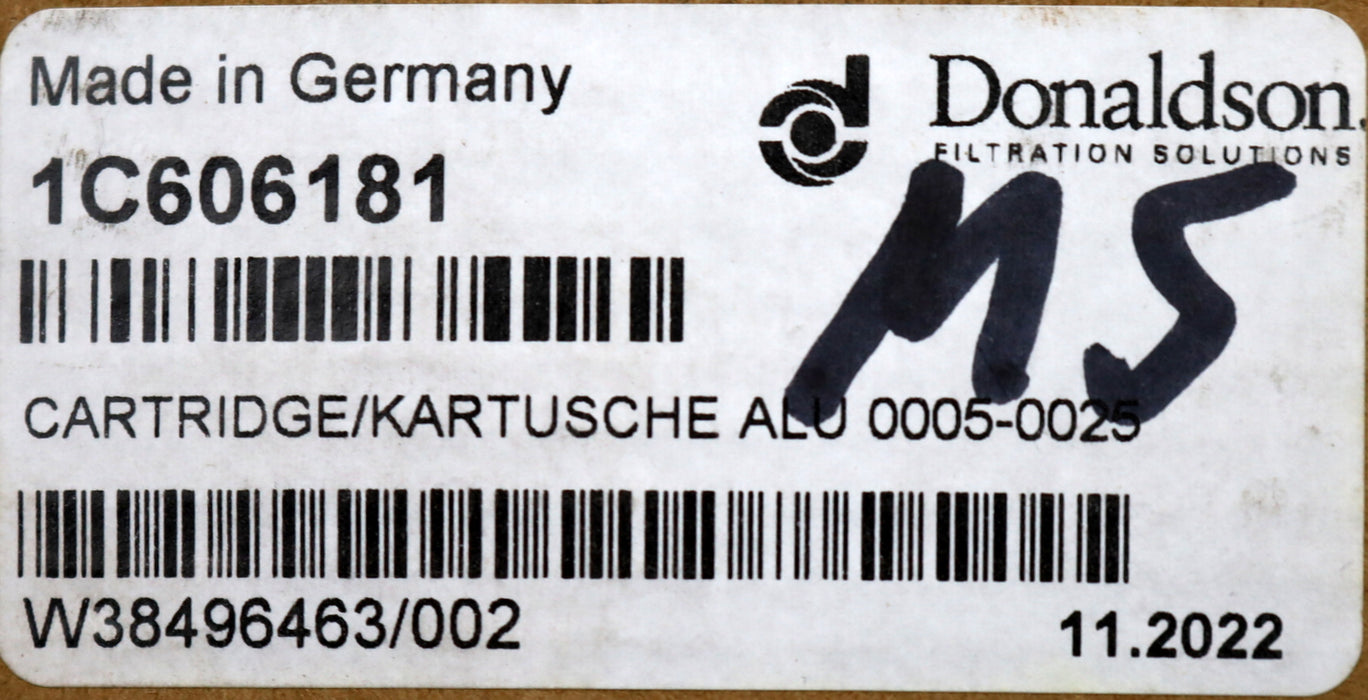 Made in Germany
Donaldson.
FILTRATION SOLUTIONS
1C606181
MS
CARTRIDGE/KARTUSCHE ALU 0005-0025
W38496463/002
11.2022